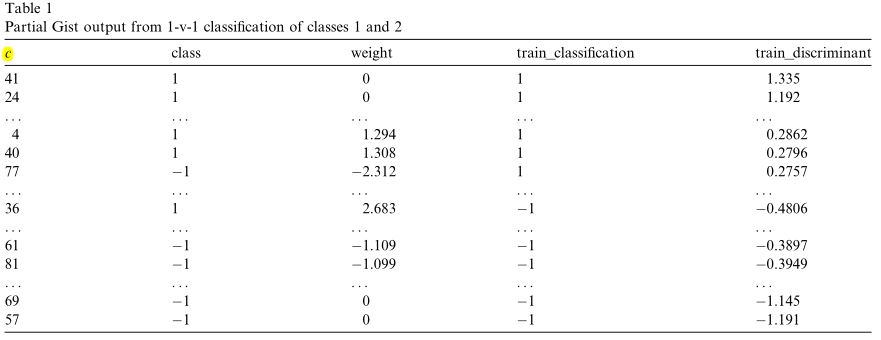 Table 1
Partial Gist output from 1-v-1 classification of classes 1 and 2
c class weight train_classification train_discriminant
41 1 0 1 1.335
24 1 0 1 1.192
... ... ... ... ...
4 1 1.294 1 0.2862
40 1 1.308 1 0.2796
77 −1 −2.312 1 0.2757
... ... ... ... ...
36 1 2.683 −1 −0.4806
... ... ... ... ...
61 −1 −1.109 −1 −0.3897
81 −1 −1.099 −1 −0.3949
... ... ... ... ...
69 −1 0 −1 −1.145
57 −1 0 −1 −1.191